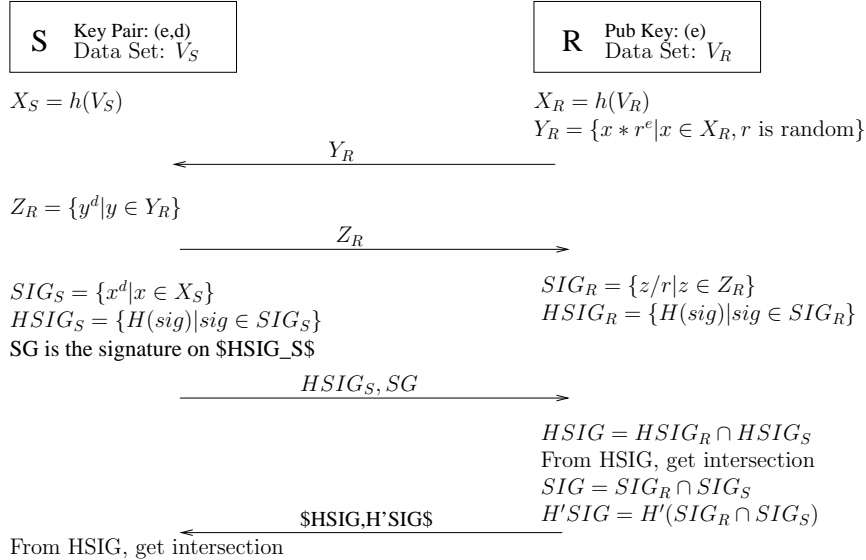 S Key Pair: (e,d) Data Set: V_S
R Pub Key: (e) Data Set: V_R
X_S = h(V_S)
X_R = h(V_R)
Y_R = {x * r^e|x ∈ X_R, r is random}
Y_R
Z_R = {y^d|y ∈ Y_R}
Z_R
SIG_S = {x^d|x ∈ X_S}
HSIG_S = {H(sig)|sig ∈ SIG_S}
SG is the signature on $HSIG_S$
SIG_R = {z/r|z ∈ Z_R}
HSIG_R = {H(sig)|sig ∈ SIG_R}
HSIG_S, SG
HSIG = HSIG_R ∩ HSIG_S
From HSIG, get intersection
SIG = SIG_R ∩ SIG_S
H'SIG = H'(SIG_R ∩ SIG_S)
$HSIG,H'SIG$
From HSIG, get intersection